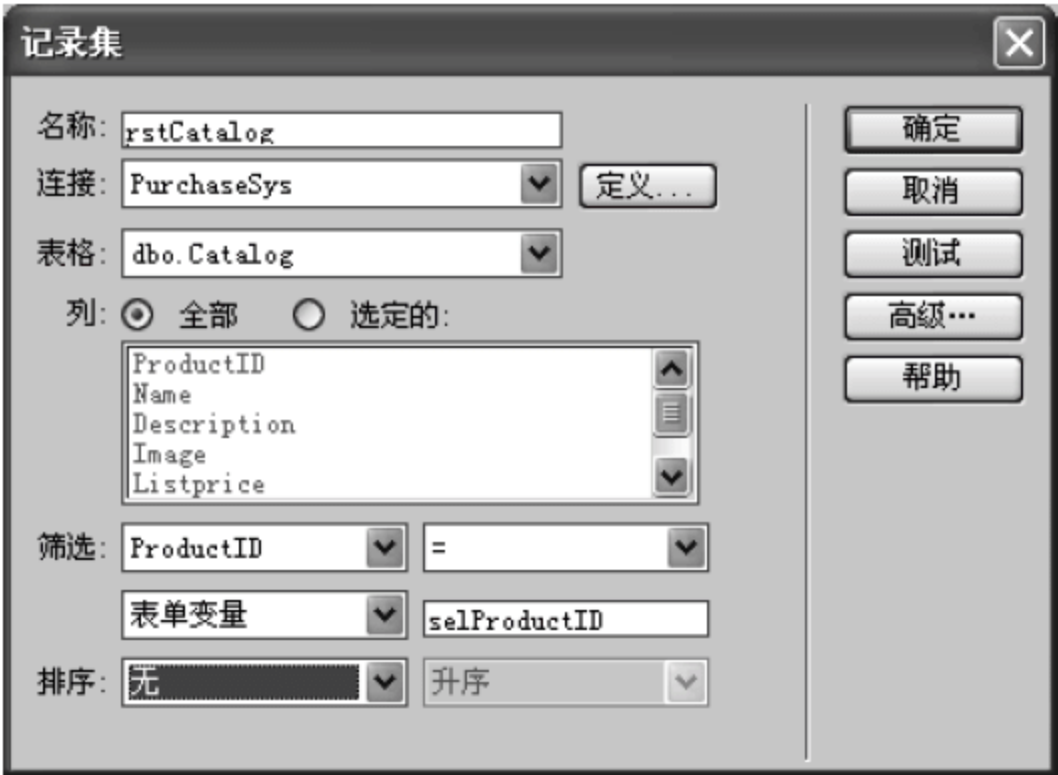 记录集
名称: rstCatalog
确定
连接: PurchaseSys 定义...
取消
表格: dbo.Catalog
测试
列: 全部 选定的:
高级…
ProductID
帮助
Name
Description
Image
Listprice
筛选: ProductID =
表单变量 selProductID
排序: 无 升序